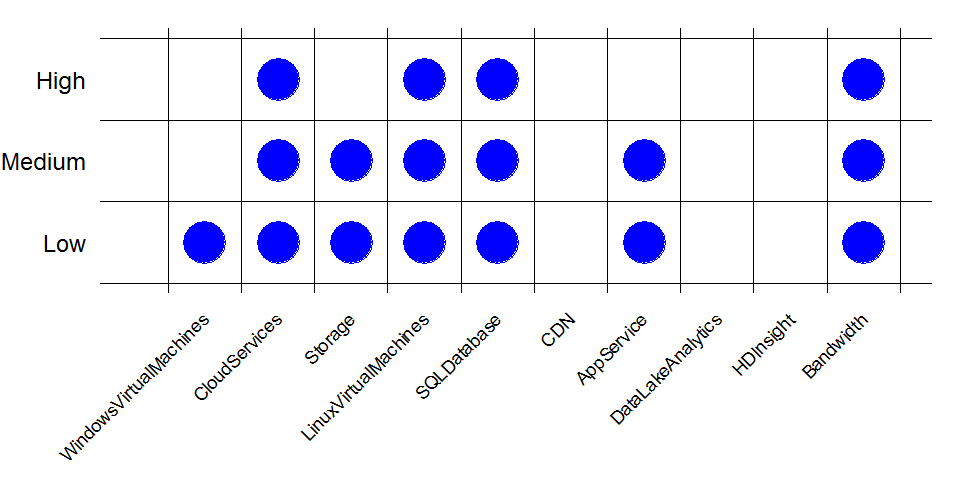 High
Medium
Low
WindowsVirtualMachines
CloudServices
Storage
LinuxVirtualMachines
SQLDatabase
CDN
AppService
DataLakeAnalytics
HDInsight
Bandwidth